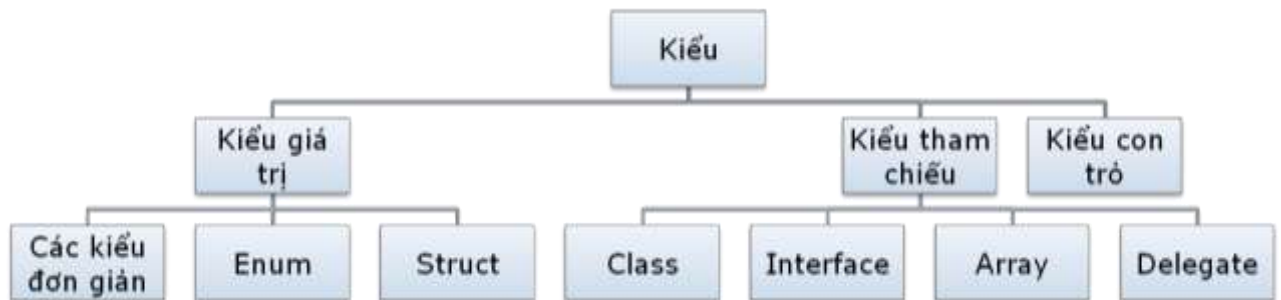 Kiểu
Kiểu giá
trị
Kiểu tham
chiếu
Kiểu con
trỏ
Các kiểu
đơn giản
Enum
Struct
Class
Interface
Array
Delegate